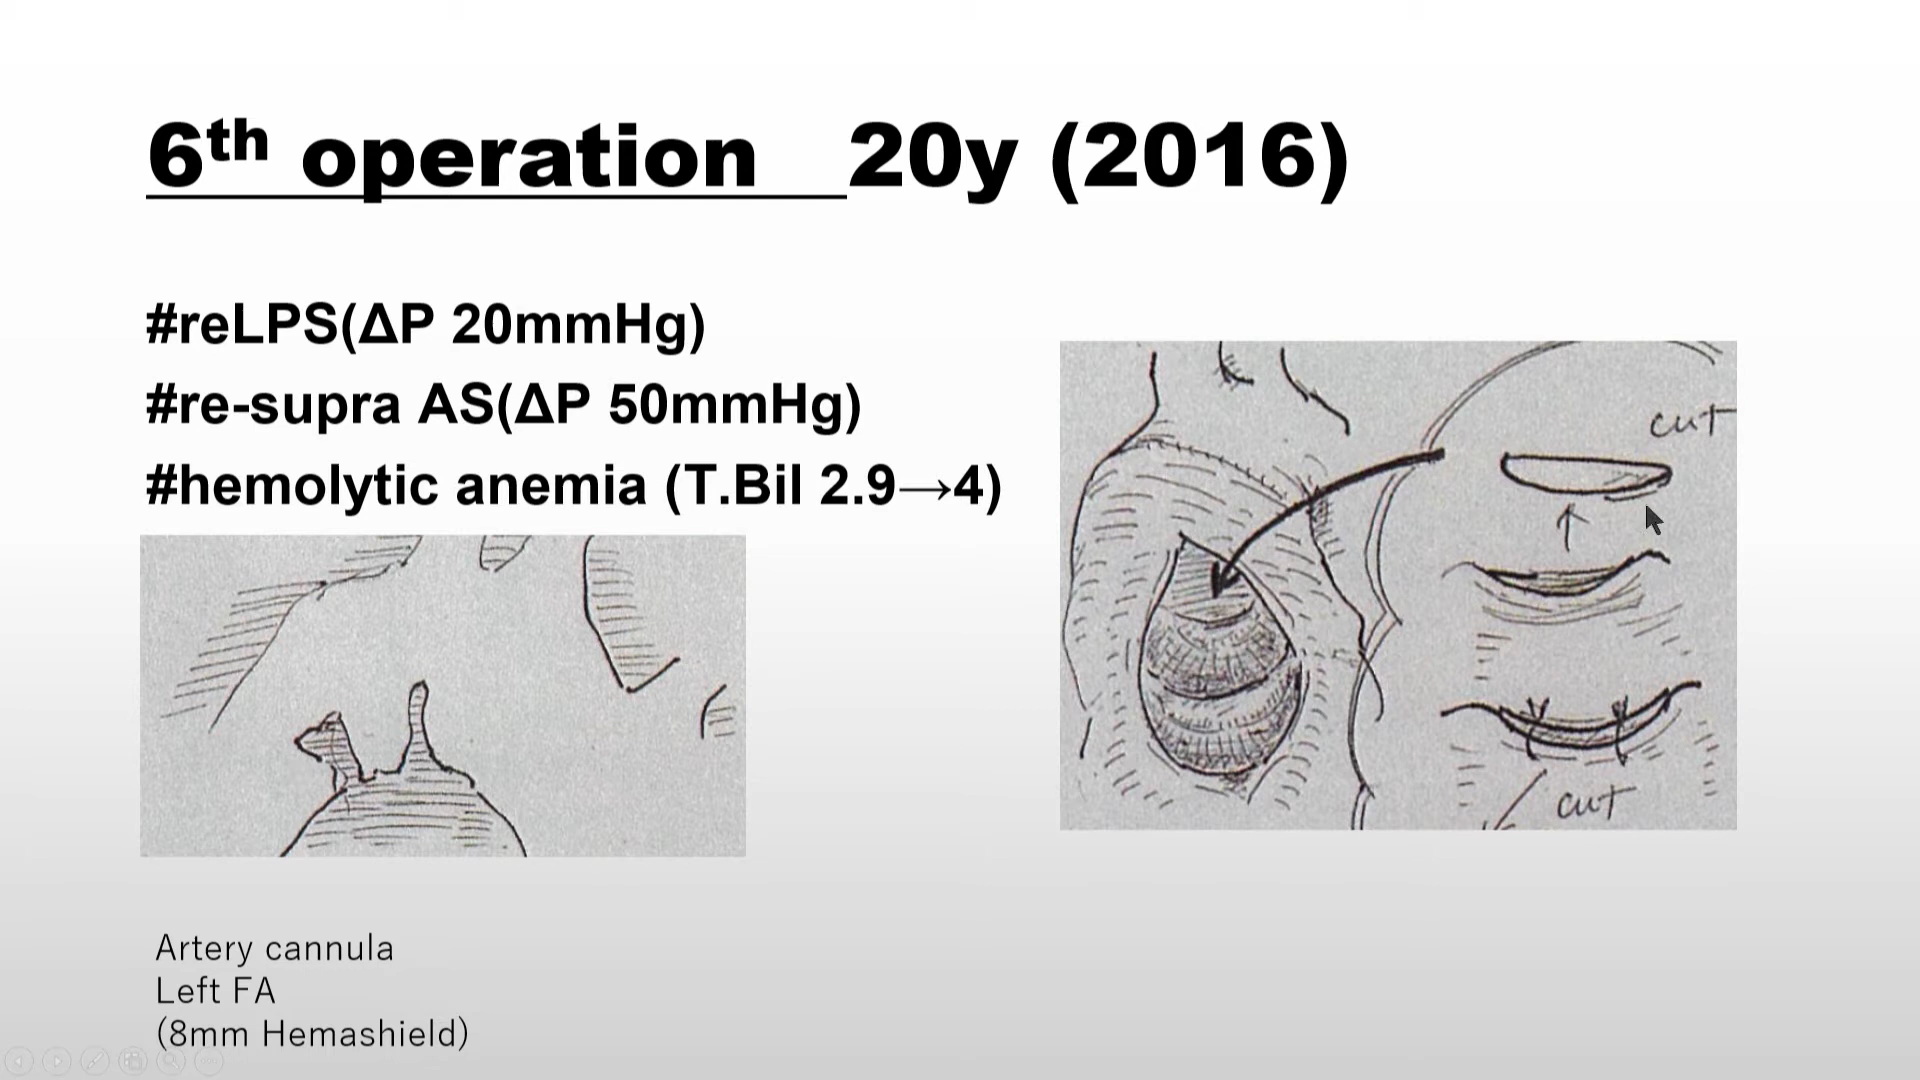 6th operation 20y (2016)
#reLPS(ΔP 20mmHg)
#re-supra AS(ΔP 50mmHg)
#hemolytic anemia (T.Bil 2.9→4)
cut
cut
Artery cannula
Left FA
(8mm Hemashield)